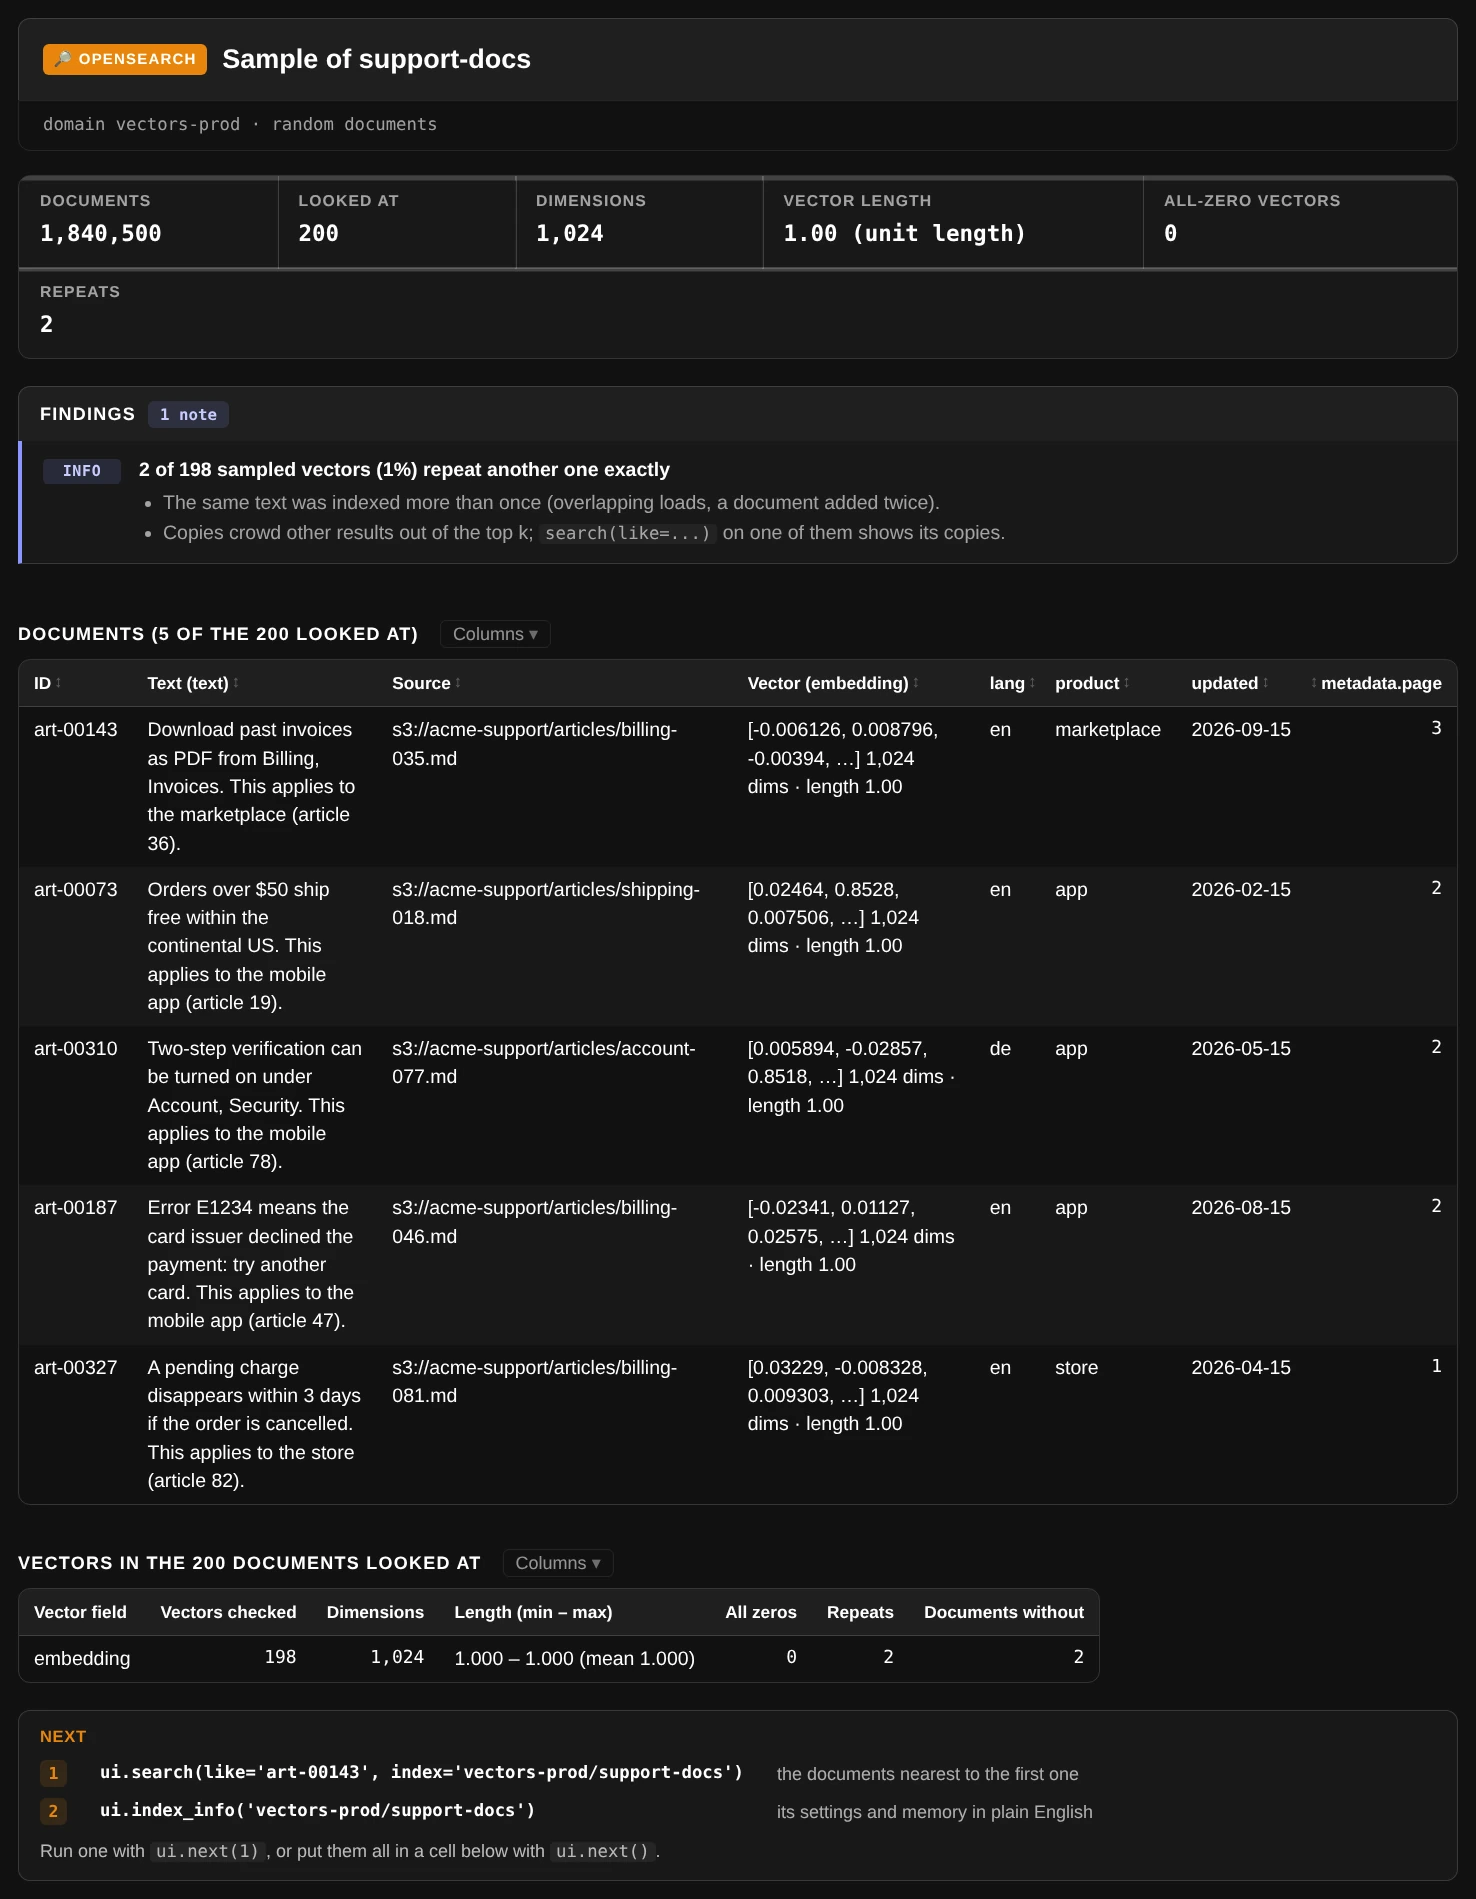 🔎 OPENSEARCH Sample of support-docs
domain vectors-prod · random documents
DOCUMENTS LOOKED AT DIMENSIONS VECTOR LENGTH ALL-ZERO VECTORS
1,840,500 200 1,024 1.00 (unit length) 0
REPEATS
2
FINDINGS 1 note
INFO 2 of 198 sampled vectors (1%) repeat another one exactly
• The same text was indexed more than once (overlapping loads, a document added twice).
• Copies crowd other results out of the top k; search(like=...) on one of them shows its copies.
DOCUMENTS (5 OF THE 200 LOOKED AT) Columns ▾
ID ↕ Text (text) ↕ Source ↕ Vector (embedding) ↕ lang ↕ product ↕ updated ↕ ↕ metadata.page
art-00143 Download past invoices s3://acme-support/articles/billing- [-0.006126, 0.008796, en marketplace 2026-09-15 3
as PDF from Billing, 035.md -0.00394, …] 1,024
Invoices. This applies to dims · length 1.00
the marketplace (article
36).
art-00073 Orders over $50 ship s3://acme-support/articles/shipping- [0.02464, 0.8528, en app 2026-02-15 2
free within the 018.md 0.007506, …] 1,024
continental US. This dims · length 1.00
applies to the mobile
app (article 19).
art-00310 Two-step verification can s3://acme-support/articles/account- [0.005894, -0.02857, de app 2026-05-15 2
be turned on under 077.md 0.8518, …] 1,024 dims ·
Account, Security. This length 1.00
applies to the mobile
app (article 78).
art-00187 Error E1234 means the s3://acme-support/articles/billing- [-0.02341, 0.01127, en app 2026-08-15 2
card issuer declined the 046.md 0.02575, …] 1,024 dims
payment: try another · length 1.00
card. This applies to the
mobile app (article 47).
art-00327 A pending charge s3://acme-support/articles/billing- [0.03229, -0.008328, en store 2026-04-15 1
disappears within 3 days 081.md 0.009303, …] 1,024
if the order is cancelled. dims · length 1.00
This applies to the store
(article 82).
VECTORS IN THE 200 DOCUMENTS LOOKED AT Columns ▾
Vector field Vectors checked Dimensions Length (min – max) All zeros Repeats Documents without
embedding 198 1,024 1.000 – 1.000 (mean 1.000) 0 2 2
NEXT
1 ui.search(like='art-00143', index='vectors-prod/support-docs') the documents nearest to the first one
2 ui.index_info('vectors-prod/support-docs') its settings and memory in plain English
Run one with ui.next(1), or put them all in a cell below with ui.next().